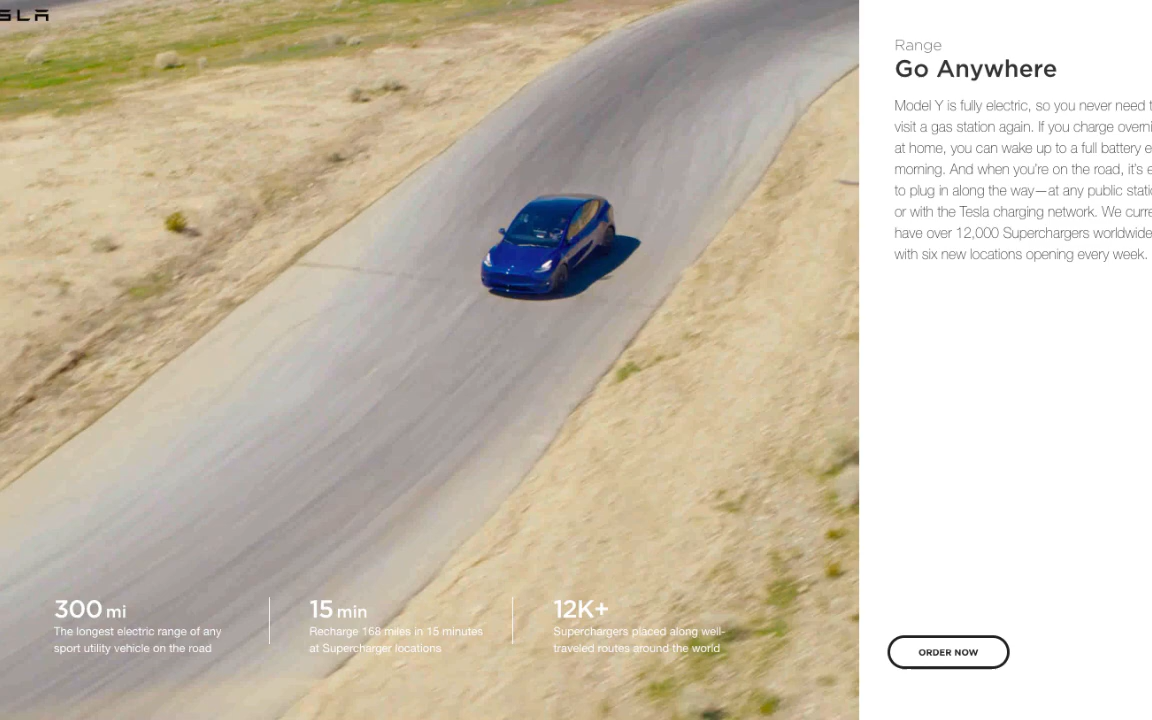 SLA
300 mi
The longest electric range of any
sport utility vehicle on the road
15 min
Recharge 168 miles in 15 minutes
at Supercharger locations
12K+
Superchargers placed along well-
traveled routes around the world
Range
Go Anywhere
Model Y is fully electric, so you never need t
visit a gas station again. If you charge overni
at home, you can wake up to a full battery e
morning. And when you're on the road, it's e
to plug in along the way—at any public stati
or with the Tesla charging network. We curre
have over 12,000 Superchargers worldwide
with six new locations opening every week.
ORDER NOW